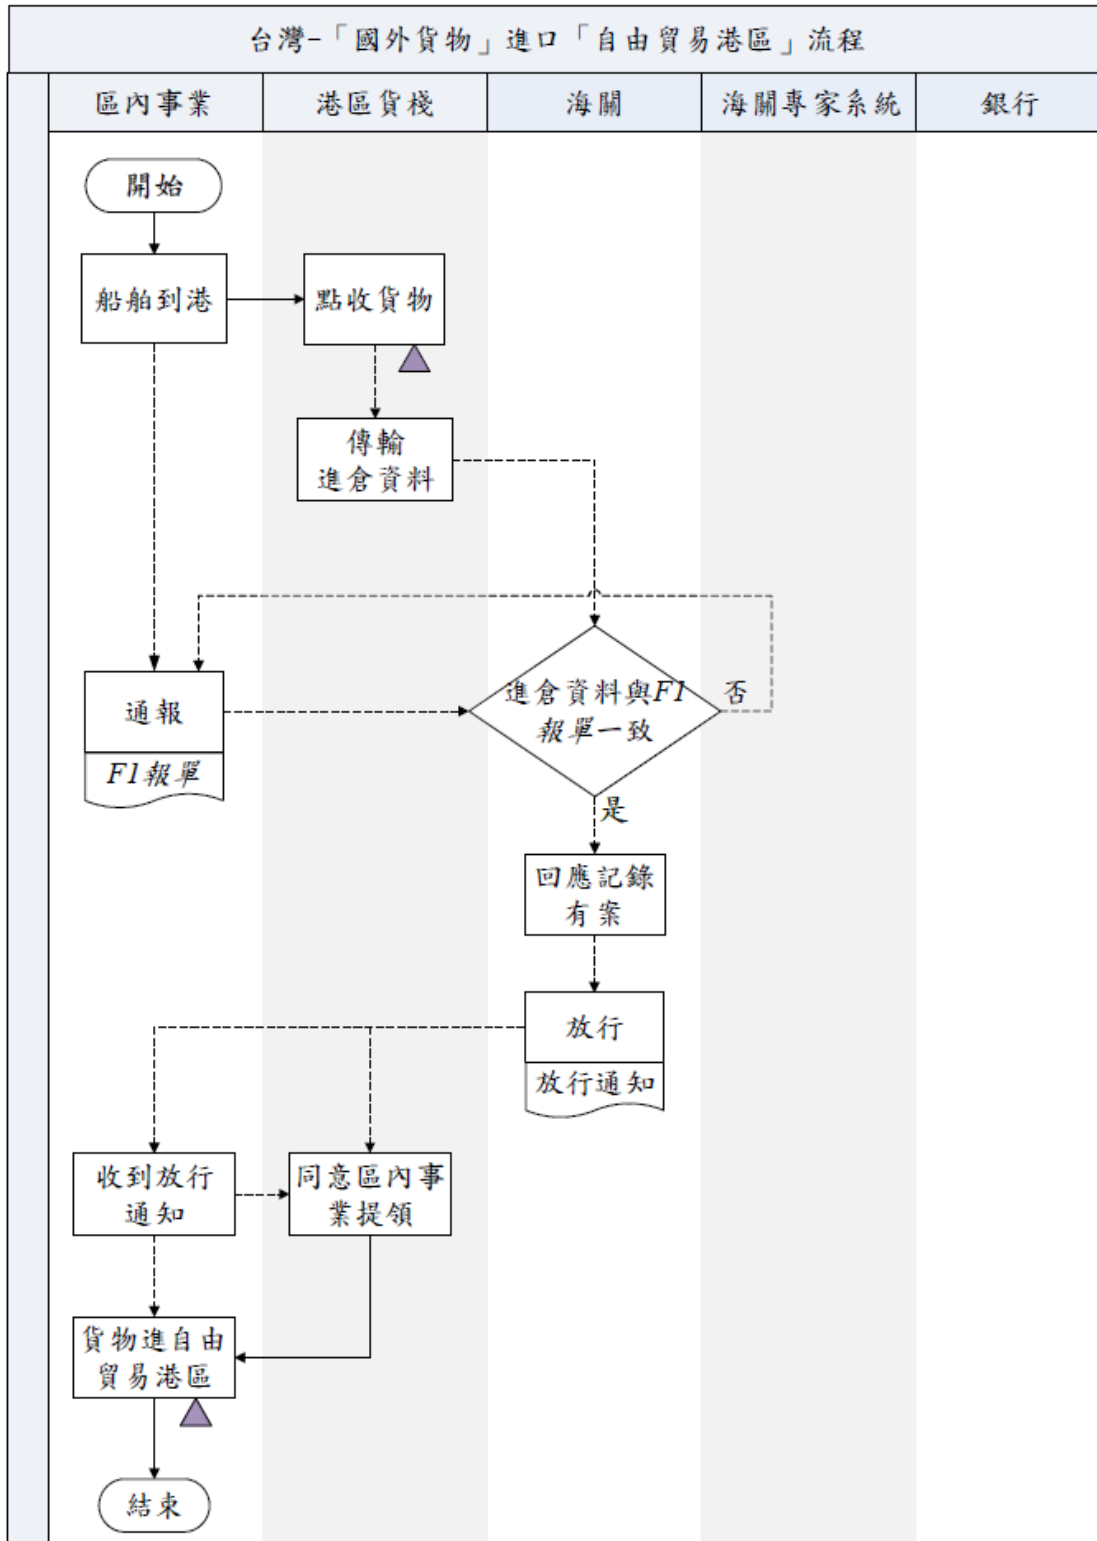 台灣-「國外貨物」進口「自由貿易港區」流程
區內事業
港區貨棧
海關
海關專家系統
銀行
開始
船舶到港
點收貨物
傳輸
進倉資料
通報
F1報單
進倉資料與F1
報單一致
否
是
回應記錄
有案
放行
放行通知
收到放行
通知
同意區內事
業提領
貨物進自由
貿易港區
結束